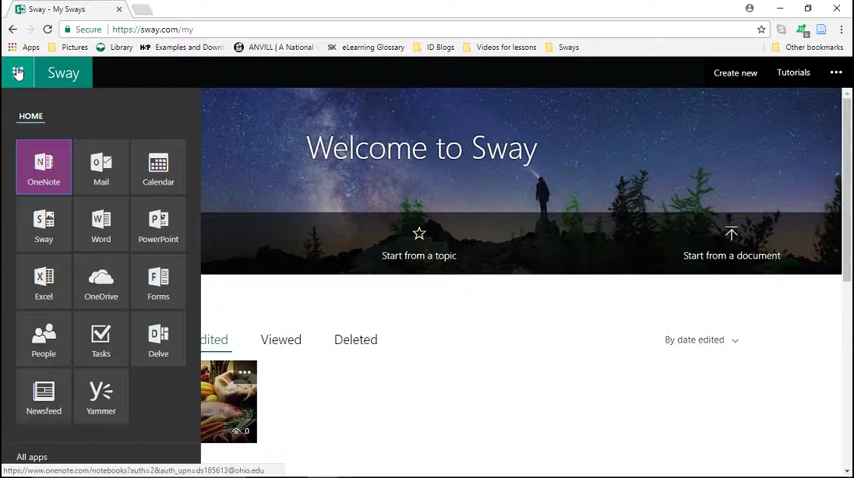 Sway - My Sways
Secure https://sway.com/my
Apps Pictures Library Examples and Down ANVILL | A National eLearning Glossary ID Blogs Videos for lessons Sways Other bookmarks
Sway Create new Tutorials
HOME
OneNote Mail Calendar
Sway Word PowerPoint
Excel OneDrive Forms
People Tasks Delve
Newsfeed Yammer
All apps
Welcome to Sway
Start from a topic Start from a document
dited Viewed Deleted By date edited
0
https://www.onenote.com/notebooks?auth=2&auth_upn=ds185613@ohio.edu